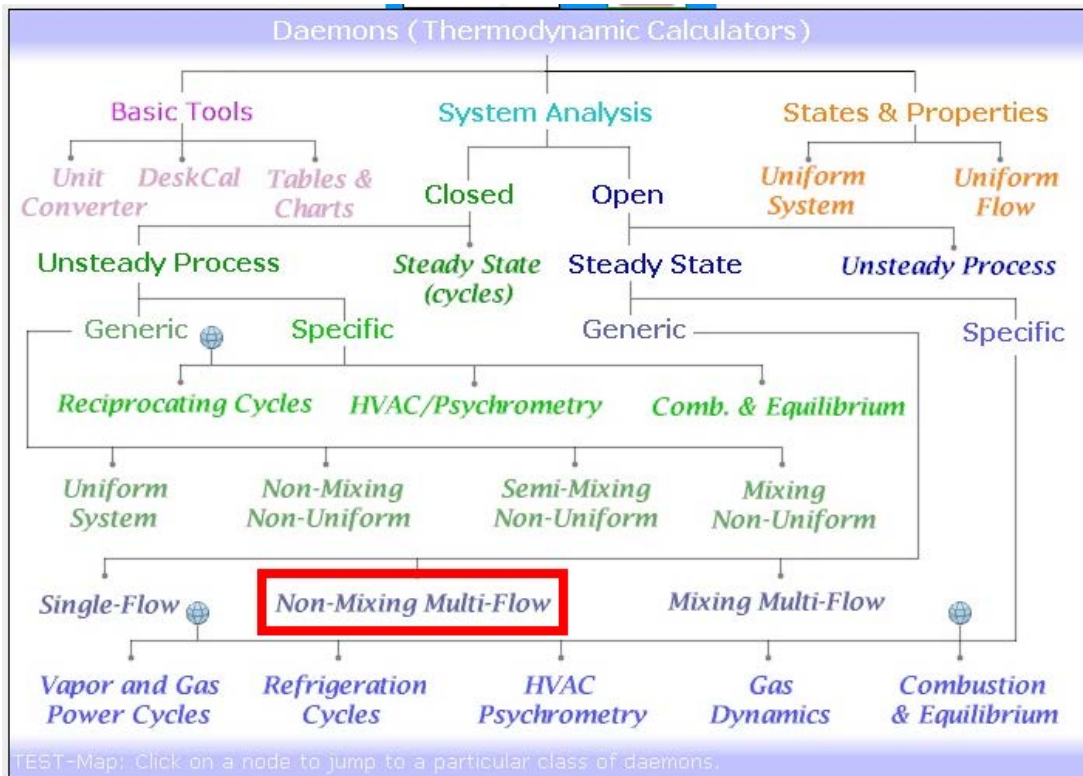 Daemons (Thermodynamic Calculators)
Basic Tools
System Analysis
States & Properties
Unit
Converter
DeskCal
Tables &
Charts
Closed
Open
Uniform
System
Uniform
Flow
Unsteady Process
Steady State
(cycles)
Steady State
Unsteady Process
Generic
Specific
Generic
Specific
Reciprocating Cycles
HVAC/Psychrometry
Comb. & Equilibrium
Uniform
System
Non-Mixing
Non-Uniform
Semi-Mixing
Non-Uniform
Mixing
Non-Uniform
Single-Flow
Non-Mixing Multi-Flow
Mixing Multi-Flow
Vapor and Gas
Power Cycles
Refrigeration
Cycles
HVAC
Psychrometry
Gas
Dynamics
Combustion
& Equilibrium
TEST-Map: Click on a node to jump to a particular class of daemons.